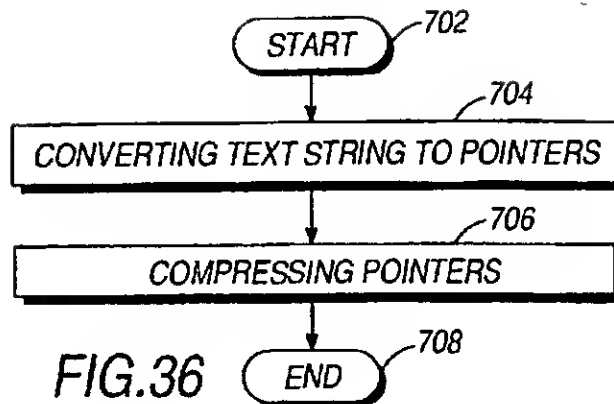 START
702
704
CONVERTING TEXT STRING TO POINTERS
706
COMPRESSING POINTERS
708
END
FIG.36